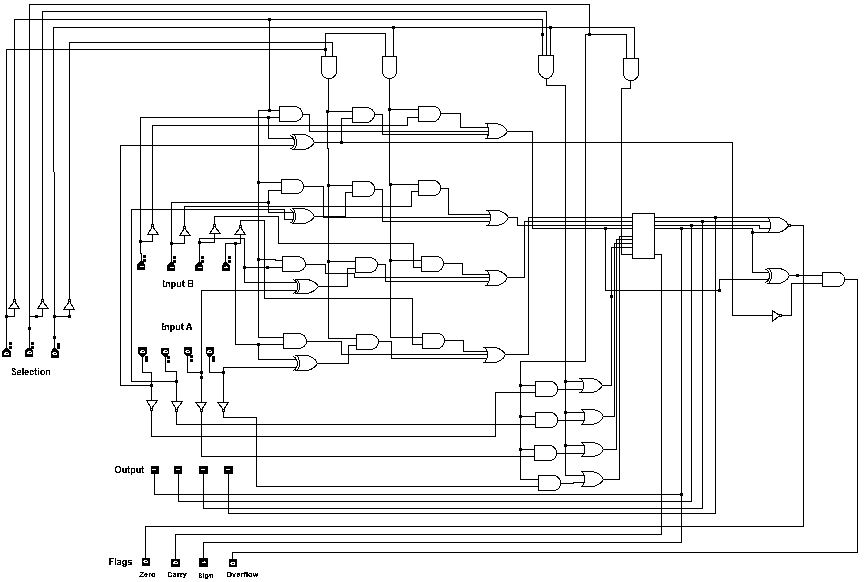 Input B
Input A
Selection
Output
Flags
Zero Carry Sign Overflow